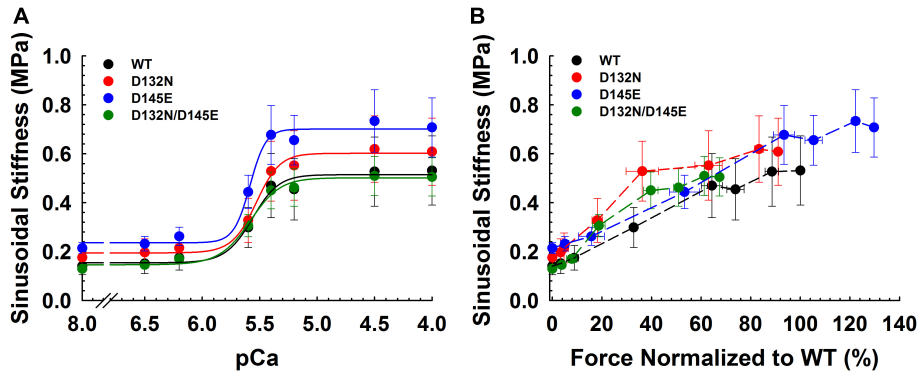 A
Sinusoidal Stiffness (MPa)
1.0
0.8
0.6
0.4
0.2
0.0
WT
D132N
D145E
D132N/D145E
8.0 6.5 6.0 5.5 5.0 4.5 4.0
pCa
B
Sinusoidal Stiffness (MPa)
1.0
0.8
0.6
0.4
0.2
0.0
WT
D132N
D145E
D132N/D145E
0 20 40 60 80 100 120 140
Force Normalized to WT (%)